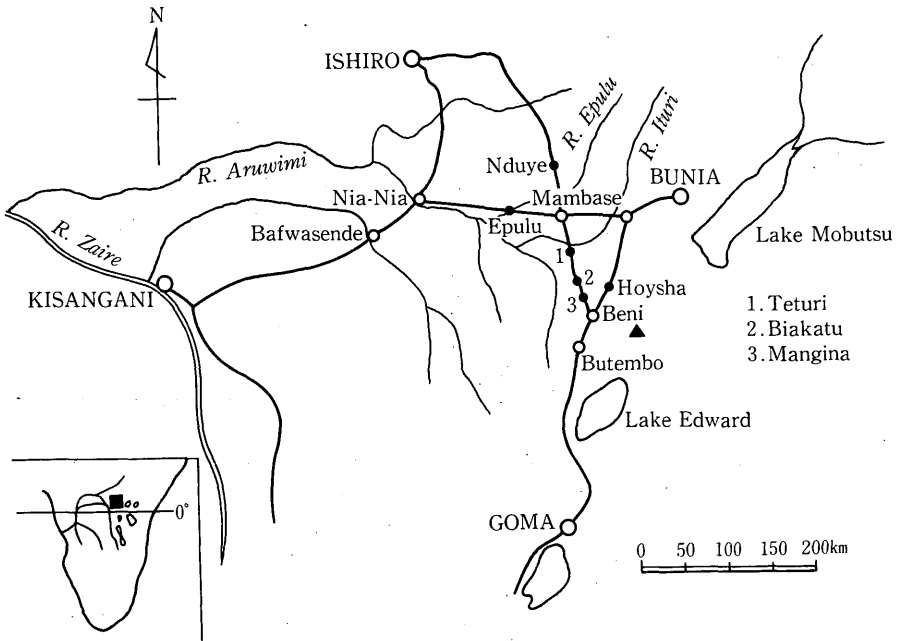 N
ISHIRO
R. Epulu
R. Ituri
R. Aruwimi
Nduye
BUNIA
Nia-Nia
Mambase
R. Zaire
Bafwasende
Epulu
Lake Mobutsu
1
KISANGANI
2
Hoysha
3
Beni
1. Teturi
2. Biakatu
3. Mangina
Butembo
Lake Edward
0°
GOMA
0 50 100 150 200km